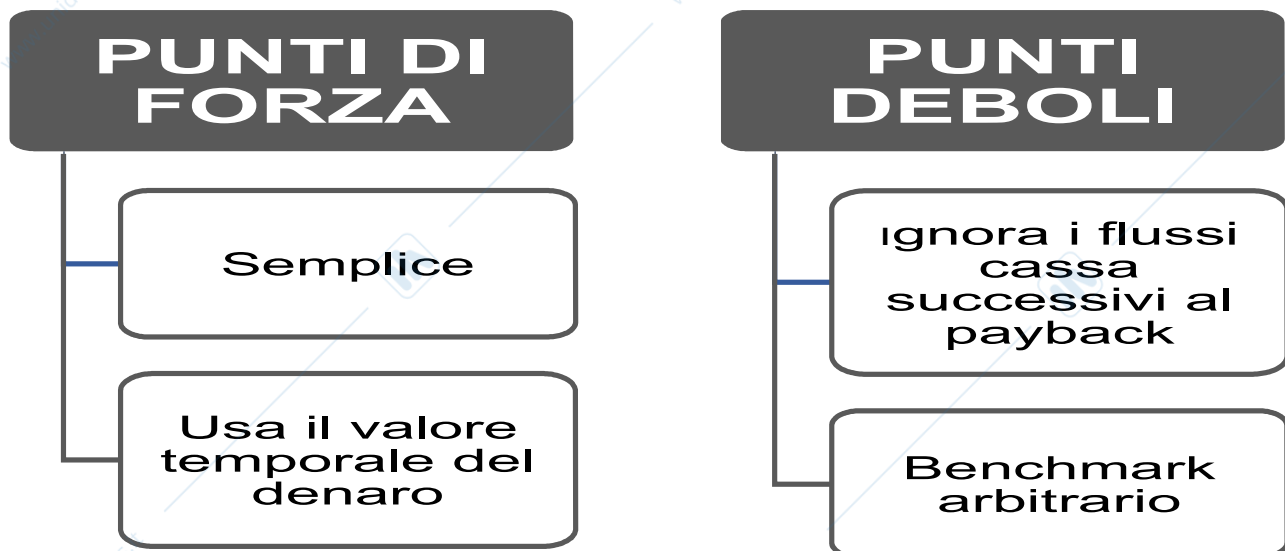 PUNTI DI
FORZA
Semplice
Usa il valore
temporale del
denaro
PUNTI
DEBOLI
Ignora i flussi
cassa
successivi al
payback
Benchmark
arbitrario